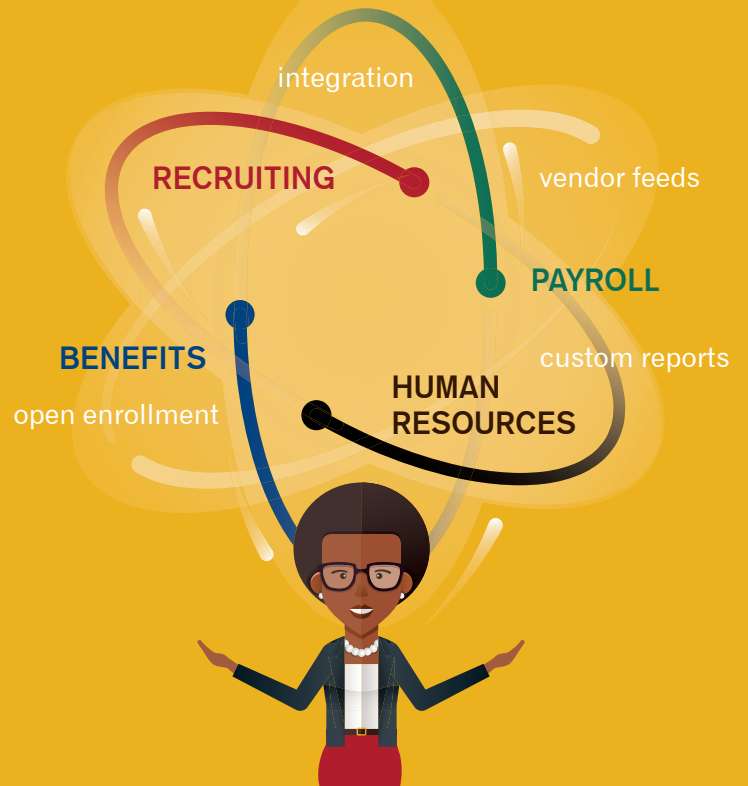 integration
RECRUITING
vendor feeds
PAYROLL
BENEFITS
custom reports
HUMAN
RESOURCES
open enrollment